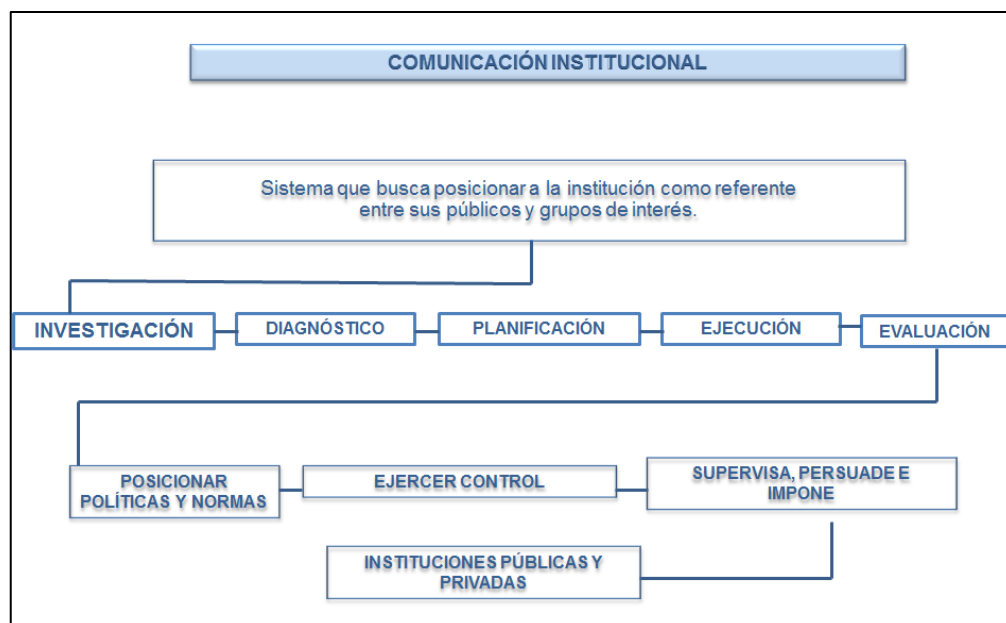 COMUNICACIÓN INSTITUCIONAL
Sistema que busca posicionar a la institución como referente
entre sus públicos y grupos de interés.
INVESTIGACIÓN
DIAGNÓSTICO
PLANIFICACIÓN
EJECUCIÓN
EVALUACIÓN
POSICIONAR
POLÍTICAS Y NORMAS
EJERCER CONTROL
SUPERVISA, PERSUADE E
IMPONE
INSTITUCIONES PÚBLICAS Y
PRIVADAS